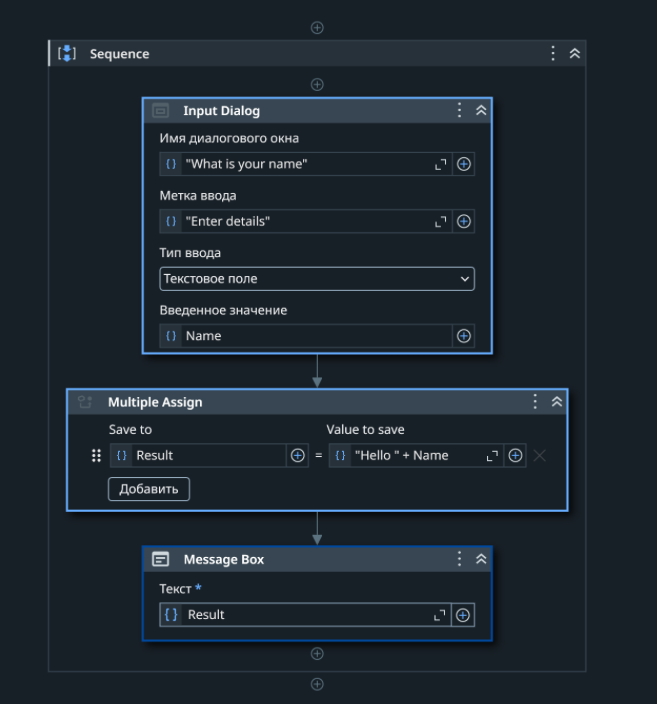 Sequence
Input Dialog
Имя диалогового окна
"What is your name"
Метка ввода
"Enter details"
Тип ввода
Текстовое поле
Введенное значение
Name
Multiple Assign
Save to Value to save
Result = "Hello " + Name
Добавить
Message Box
Текст *
Result